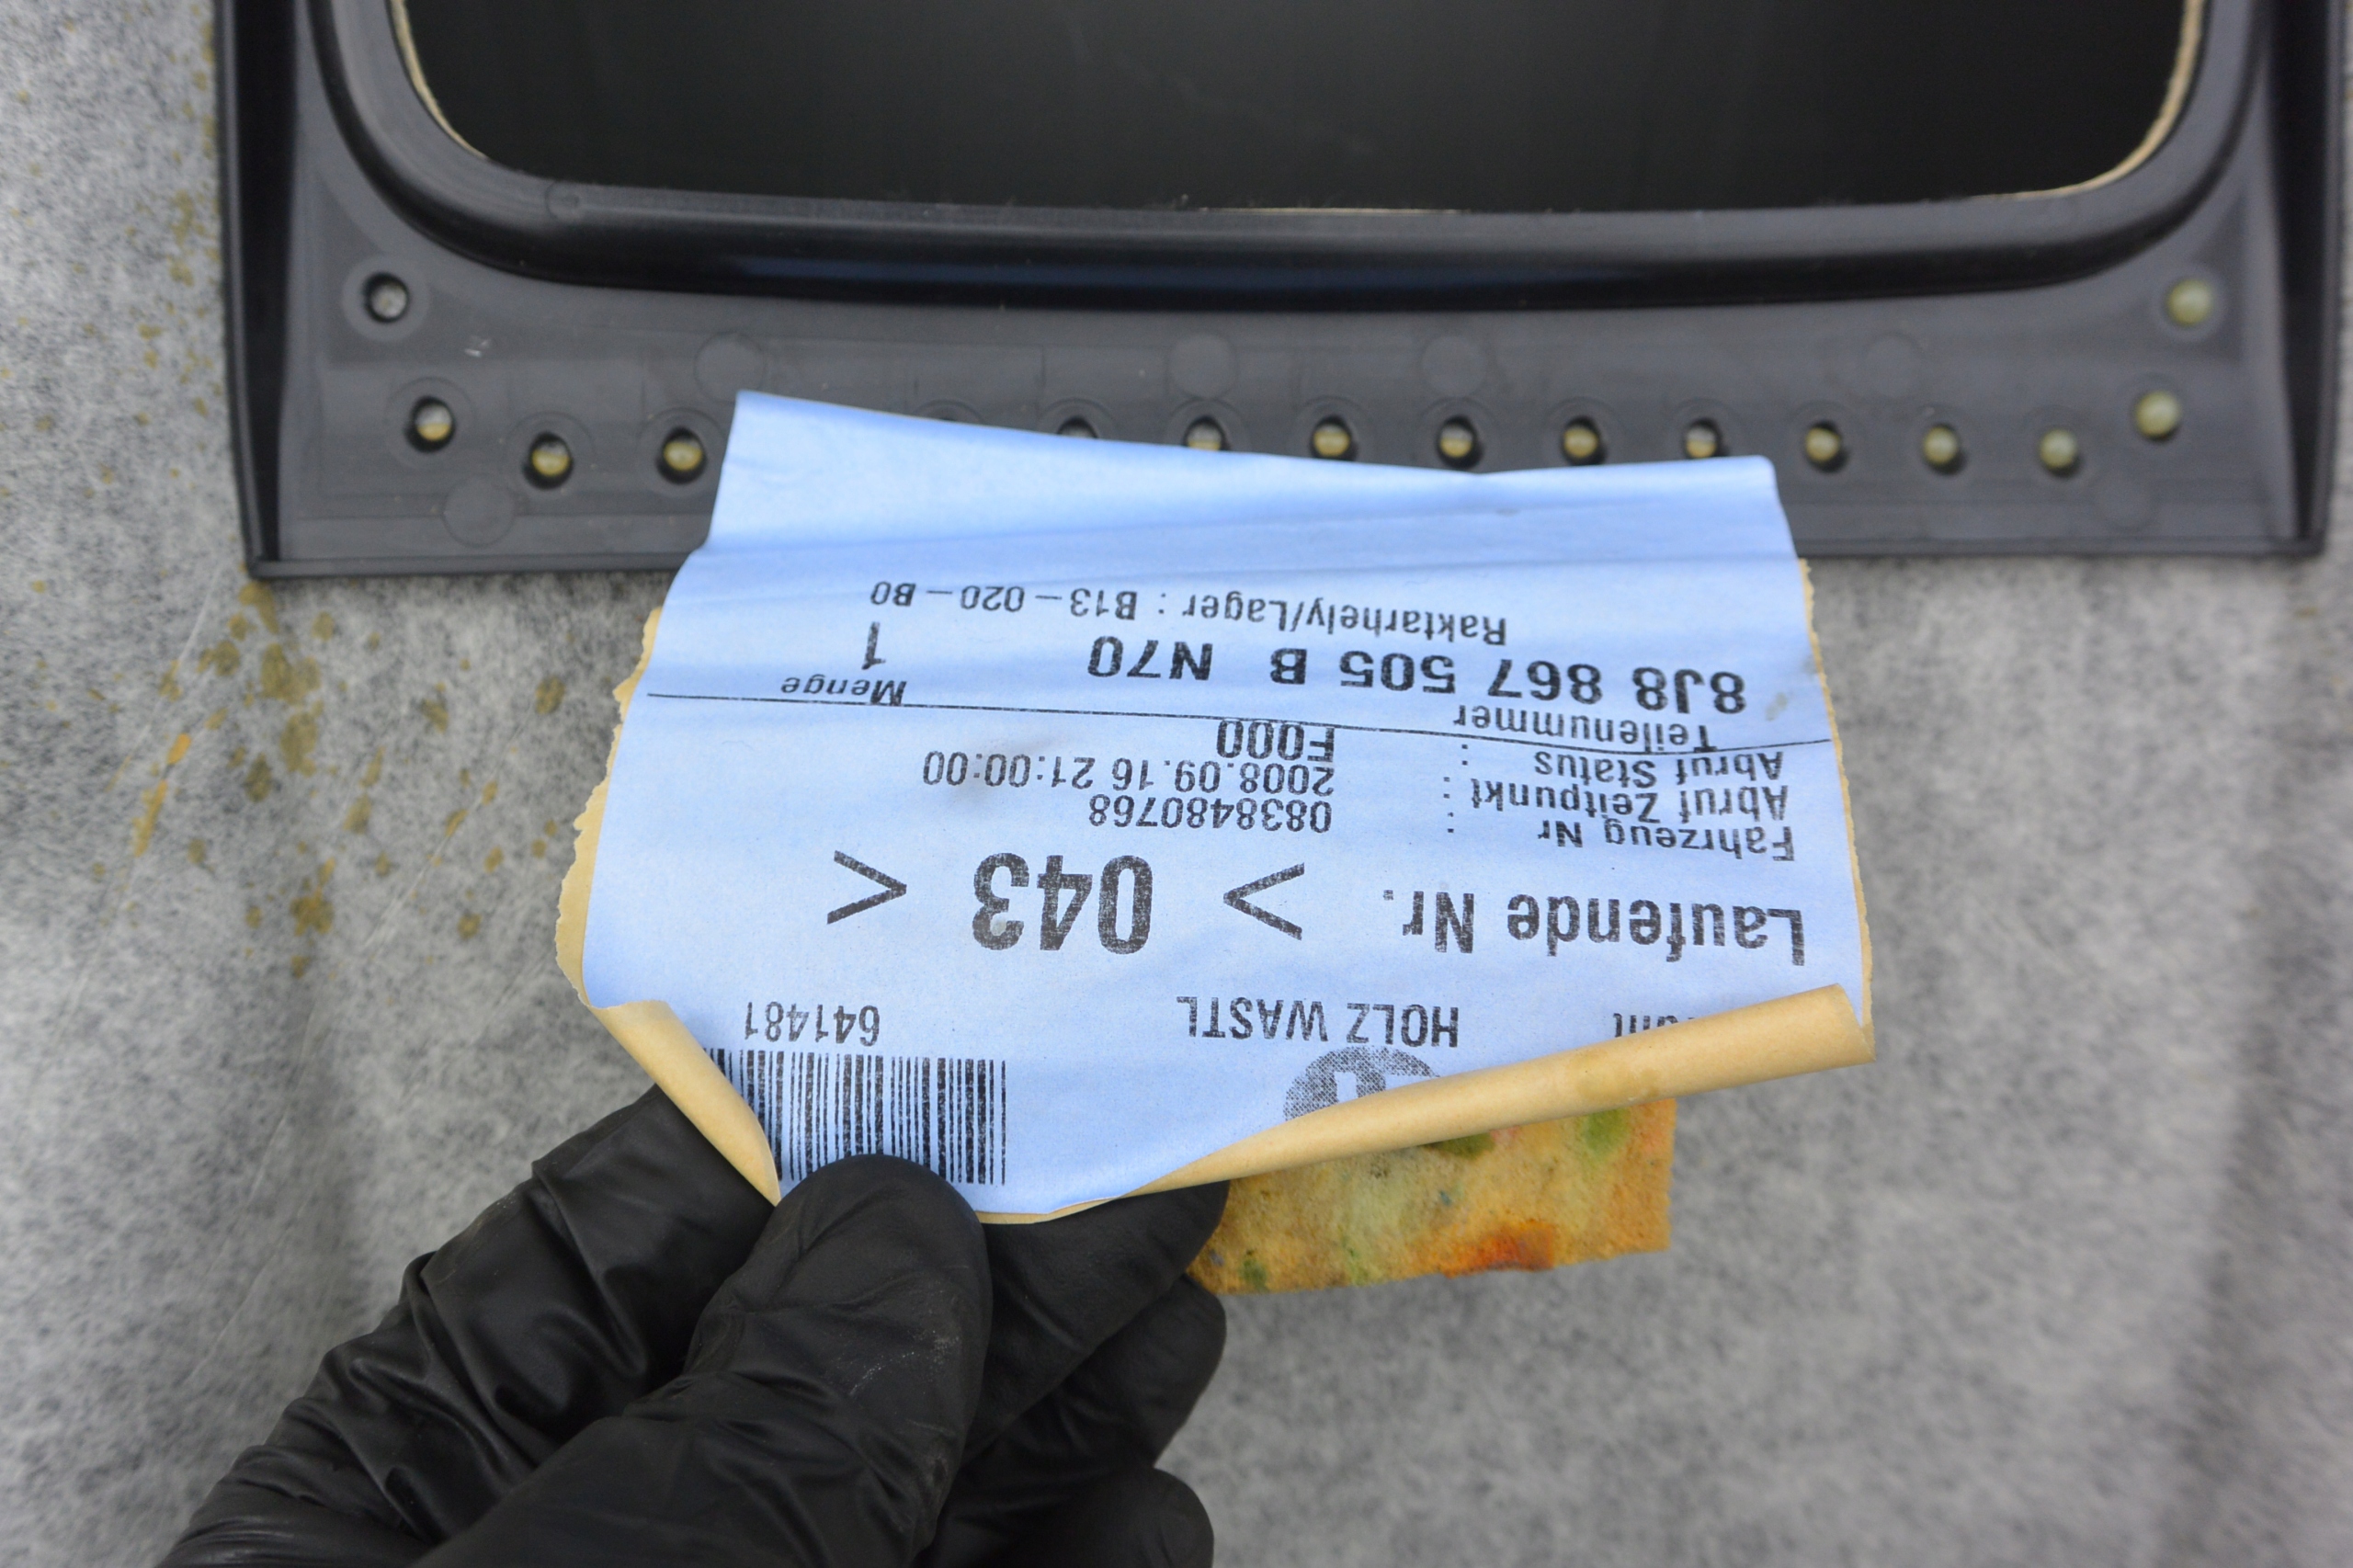 641481
HOLZ WASTL
Laufende Nr. > 043 <
Fahrzeug Nr : 0838480768
Abruf Zeitpunkt : 2008.09.16 21:00:00
Abruf Status : F000
Teilenummer Menge
8J8 867 505 B N70 1
Raktarhely/Lager : B13-020-B0